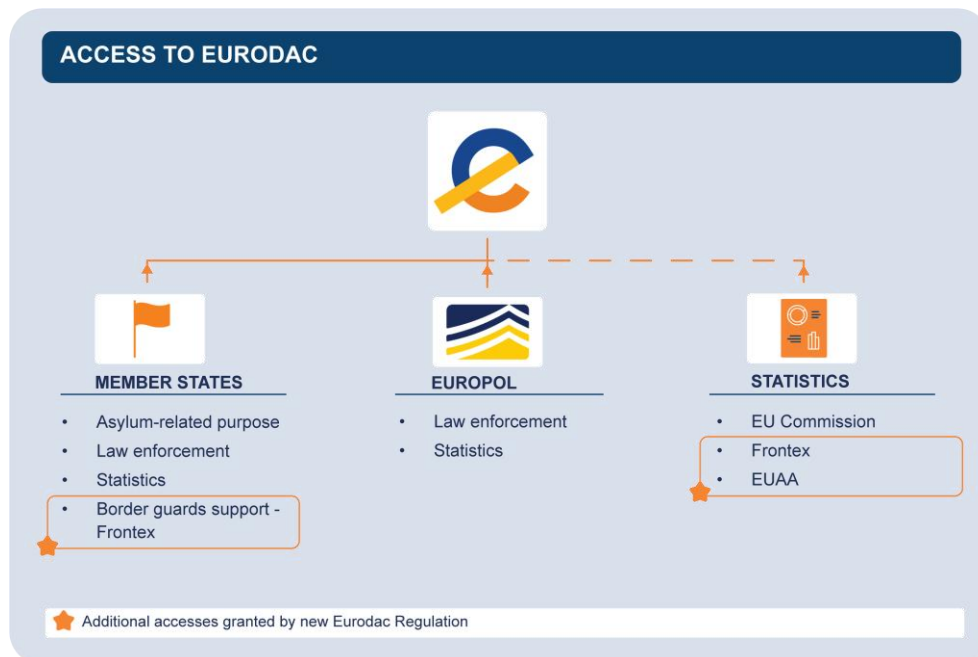 ACCESS TO EURODAC
MEMBER STATES
• Asylum-related purpose
• Law enforcement
• Statistics
• Border guards support -
Frontex
EUROPOL
• Law enforcement
• Statistics
STATISTICS
• EU Commission
• Frontex
• EUAA
Additional accesses granted by new Eurodac Regulation